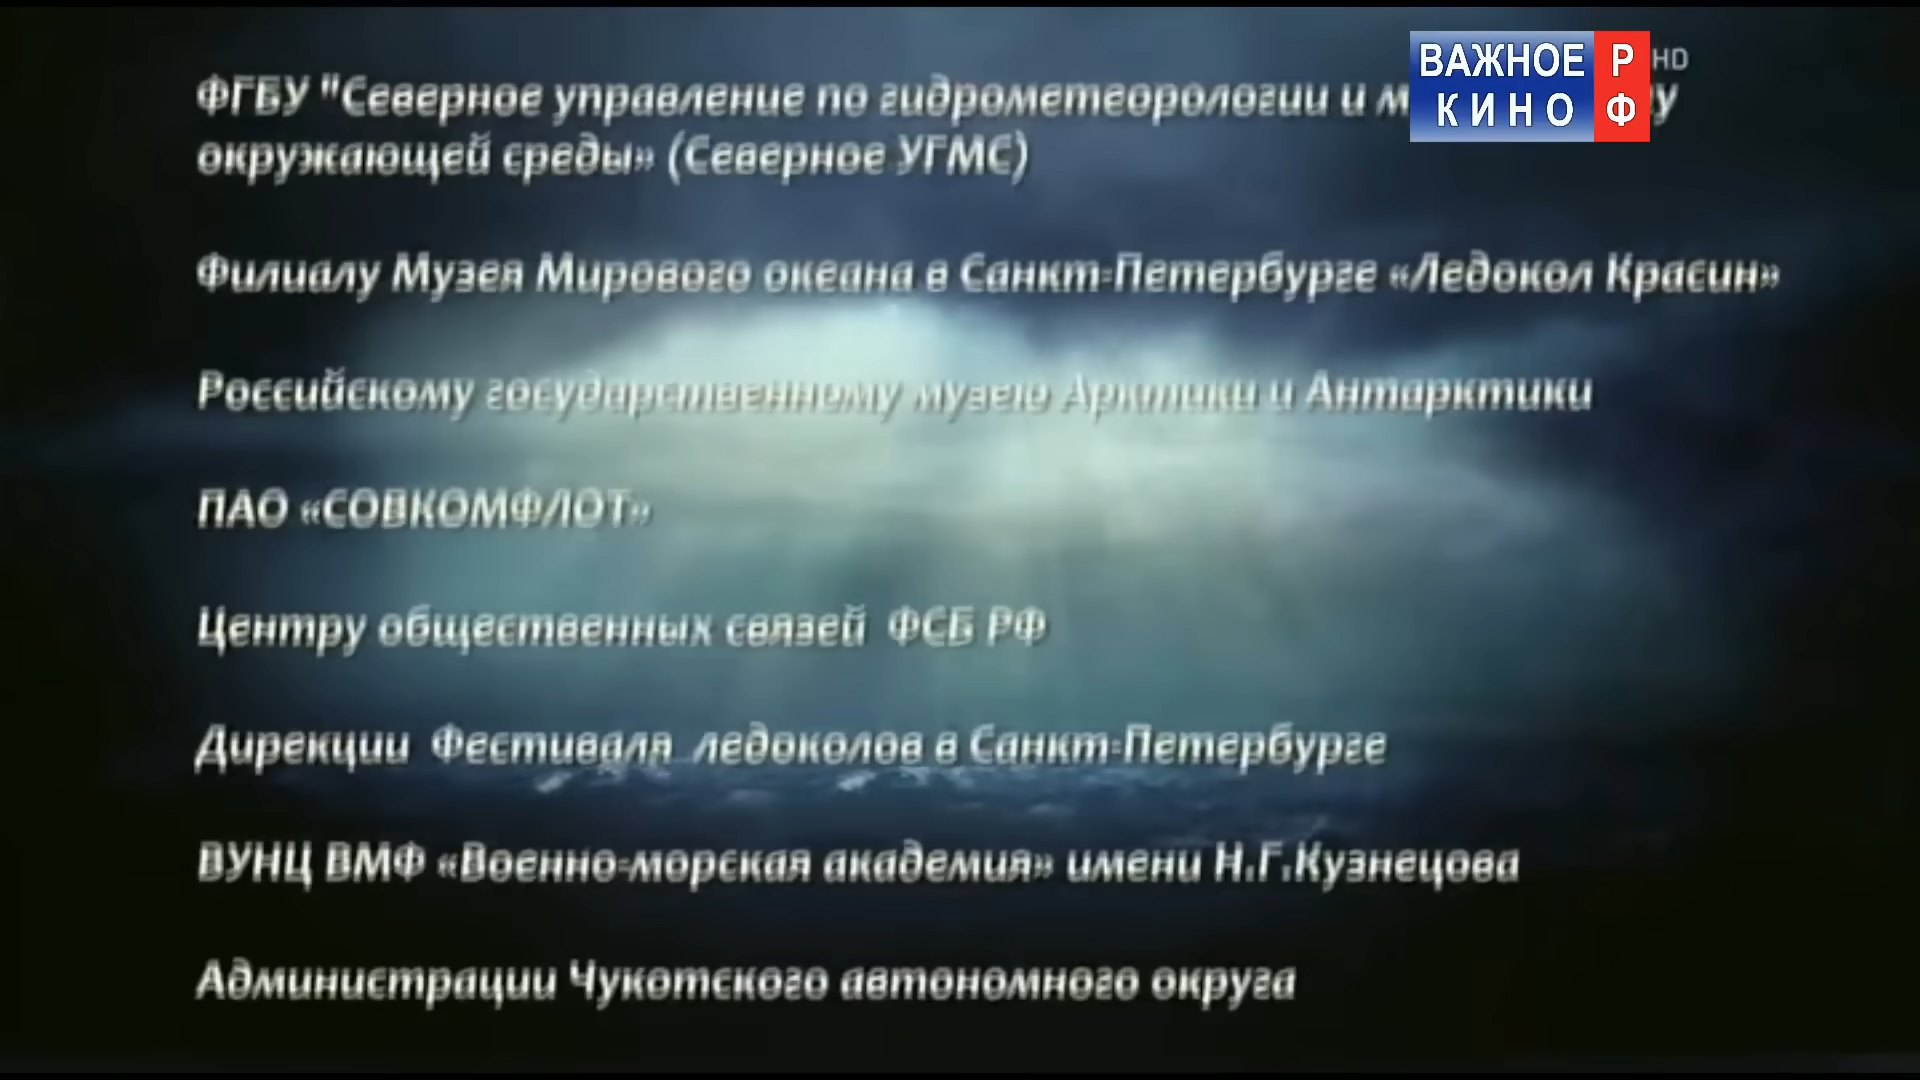 ВАЖНОЕ РФ HD
КИНО
ФГБУ "Северное управление по гидрометеорологии и
окружающей среды» (Северное УГМС)
Филиалу Музея Мирового океана в Санкт-Петербурге «Ледокол Красин»
Российскому государственному музею Арктики и Антарктики
ПАО «СОВКОМФЛОТ»
Центру общественных связей ФСБ РФ
Дирекции Фестиваля ледоколов в Санкт-Петербурге
ВУНЦ ВМФ «Военно-морская академия» имени Н.Г.Кузнецова
Администрации Чукотского автономного округа